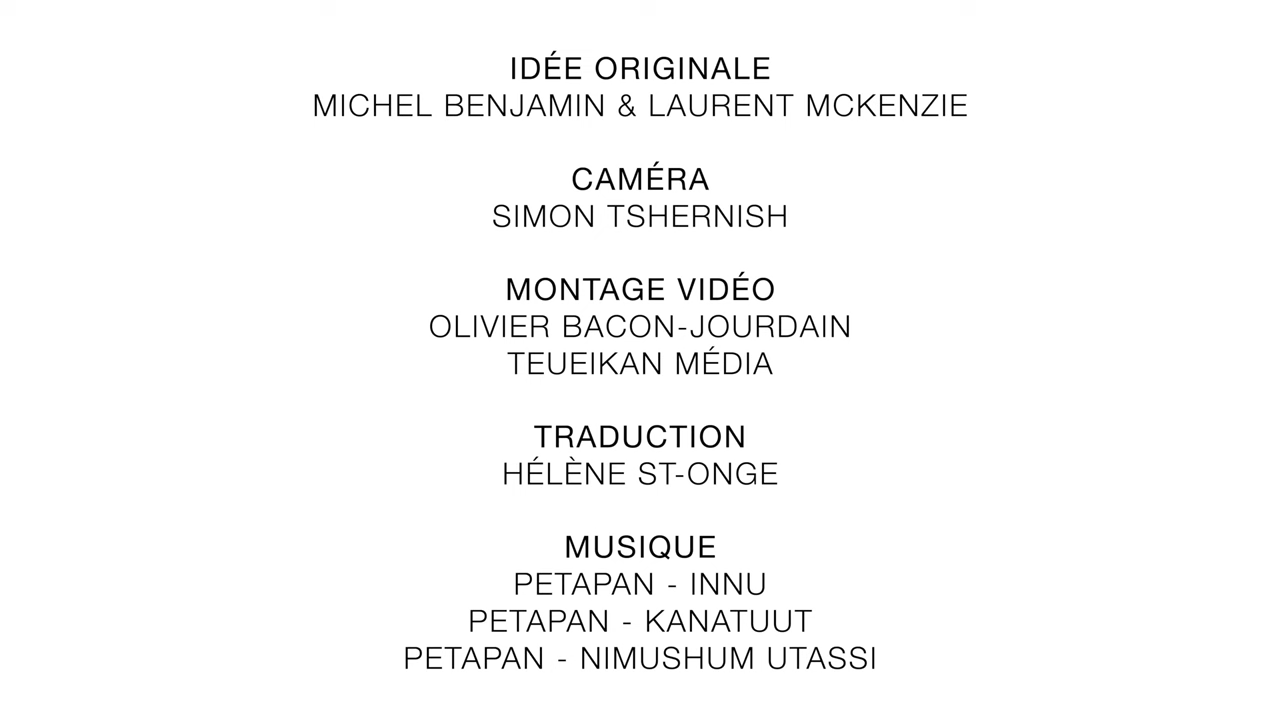 IDÉE ORIGINALE
MICHEL BENJAMIN & LAURENT MCKENZIE
CAMÉRA
SIMON TSHERNISH
MONTAGE VIDÉO
OLIVIER BACON-JOURDAIN
TEUEIKAN MÉDIA
TRADUCTION
HÉLÈNE ST-ONGE
MUSIQUE
PETAPAN - INNU
PETAPAN - KANATUUT
PETAPAN - NIMUSHUM UTASSI